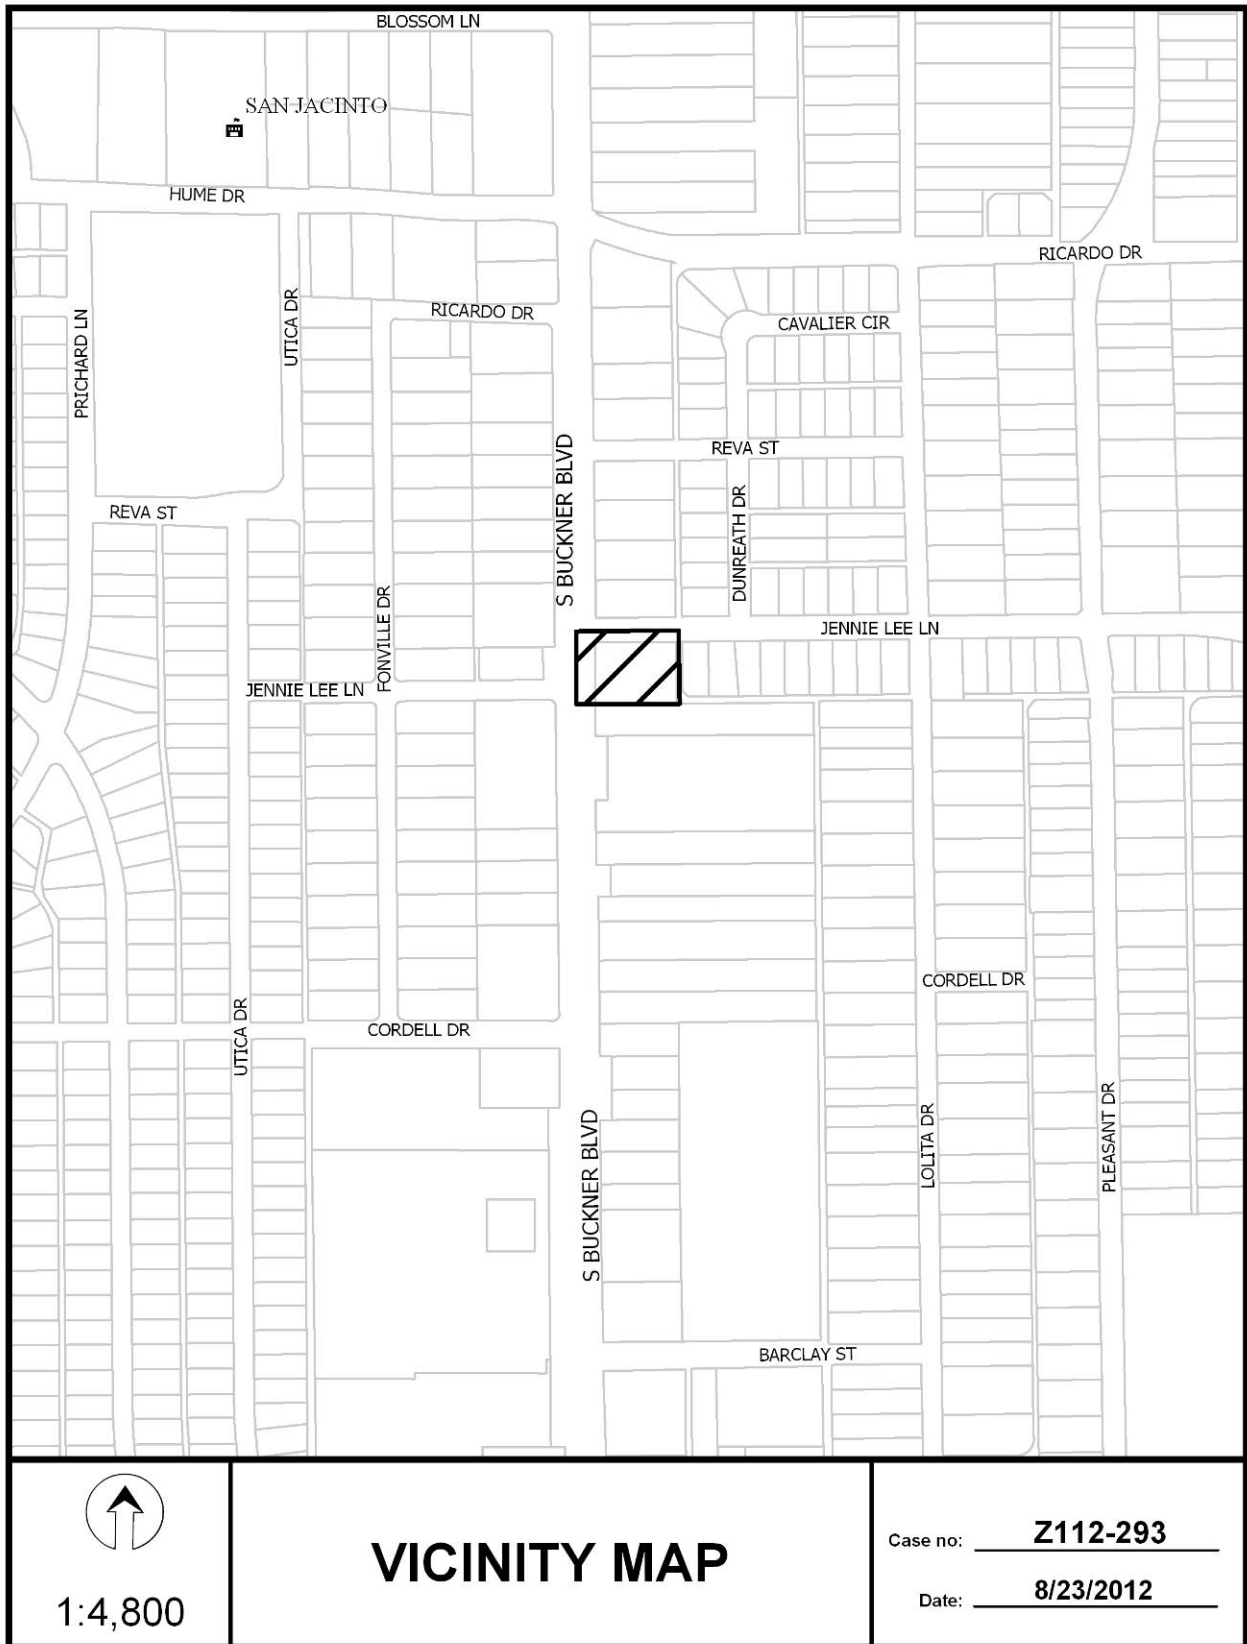 BLOSSOM LN
SAN JACINTO
HUME DR
RICARDO DR
UTICA DR
RICARDO DR
PRICHARD LN
CAVALIER CIR
S BUCKNER BLVD
REVA ST
DUNREATH DR
REVA ST
FONVILLE DR
JENNIE LEE LN
JENNIE LEE LN
CORDELL DR
UTICA DR
CORDELL DR
S BUCKNER BLVD
LOLITA DR
PLEASANT DR
BARCLAY ST
1:4,800
VICINITY MAP
Case no: Z112-293
Date: 8/23/2012